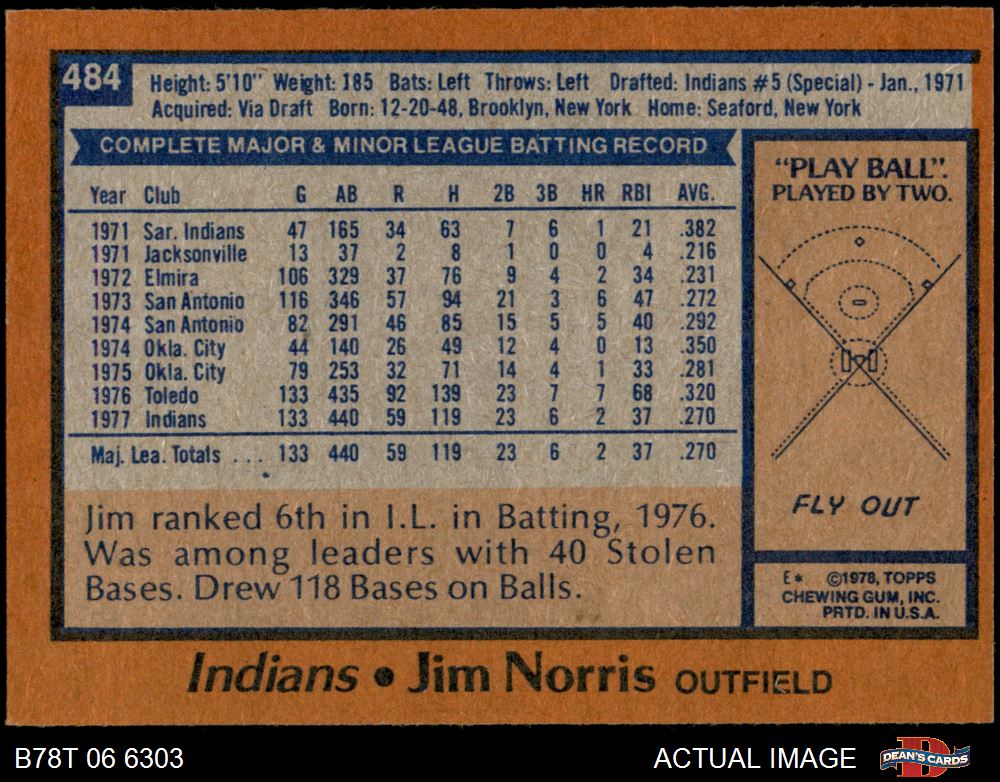 484
Height: 5'10" Weight: 185 Bats: Left Throws: Left Drafted: Indians #5 (Special) - Jan., 1971
Acquired: Via Draft Born: 12-20-48, Brooklyn, New York Home: Seaford, New York
COMPLETE MAJOR & MINOR LEAGUE BATTING RECORD
Year Club G AB R H 2B 3B HR RBI AVG.
1971 Sar. Indians 47 165 34 63 7 6 1 21 .382
1971 Jacksonville 13 37 2 8 1 0 0 4 .216
1972 Elmira 106 329 37 76 9 4 2 34 .231
1973 San Antonio 116 346 57 94 21 3 6 47 .272
1974 San Antonio 82 291 46 85 15 5 5 40 .292
1974 Okla. City 44 140 26 49 12 4 0 13 .350
1975 Okla. City 79 253 32 71 14 4 1 33 .281
1976 Toledo 133 435 92 139 23 7 7 68 .320
1977 Indians 133 440 59 119 23 6 2 37 .270
Maj. Lea. Totals ... 133 440 59 119 23 6 2 37 .270
Jim ranked 6th in I.L. in Batting, 1976.
Was among leaders with 40 Stolen
Bases. Drew 118 Bases on Balls.
"PLAY BALL".
PLAYED BY TWO.
FLY OUT
E* ©1978, TOPPS
CHEWING GUM, INC.
PRTD. IN U.S.A.
Indians • Jim Norris OUTFIELD
B78T 06 6303
ACTUAL IMAGE
DEAN'S CARDS